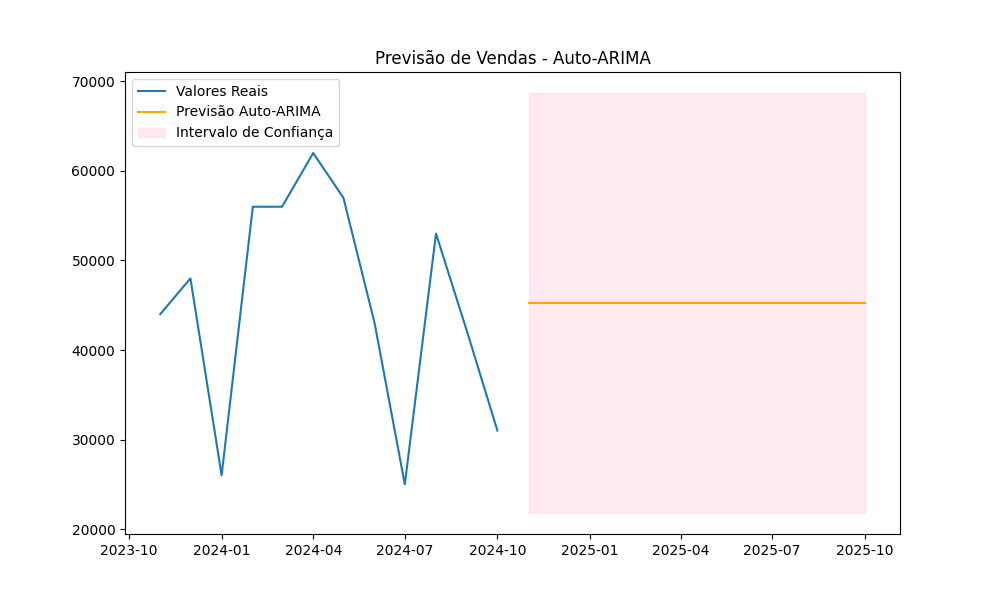 Previsão de Vendas - Auto-ARIMA
Valores Reais
Previsão Auto-ARIMA
Intervalo de Confiança
70000
60000
50000
40000
30000
20000
2023-10 2024-01 2024-04 2024-07 2024-10 2025-01 2025-04 2025-07 2025-10